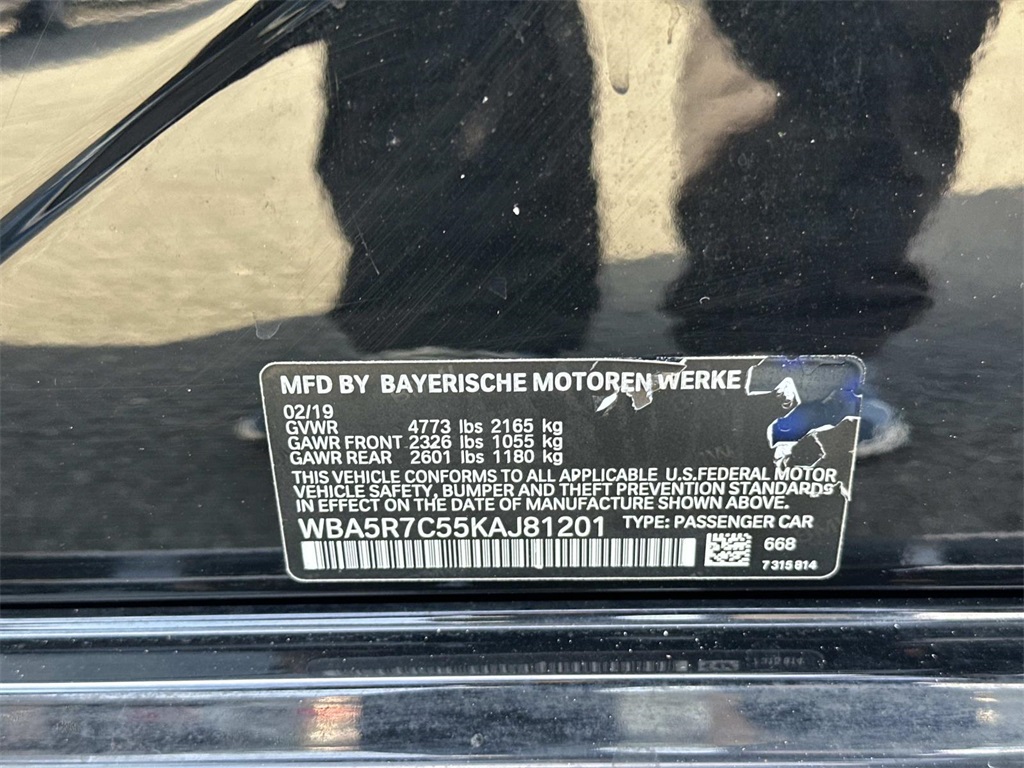 MFD BY BAYERISCHE MOTOREN WERKE
02/19
GVWR 4773 lbs 2165 kg
GAWR FRONT 2326 lbs 1055 kg
GAWR REAR 2601 lbs 1180 kg
THIS VEHICLE CONFORMS TO ALL APPLICABLE U.S.FEDERAL MOTOR
VEHICLE SAFETY, BUMPER AND THEFT PREVENTION STANDARDS
IN EFFECT ON THE DATE OF MANUFACTURE SHOWN ABOVE.
WBA5R7C55KAJ81201 TYPE: PASSENGER CAR
668
7315814